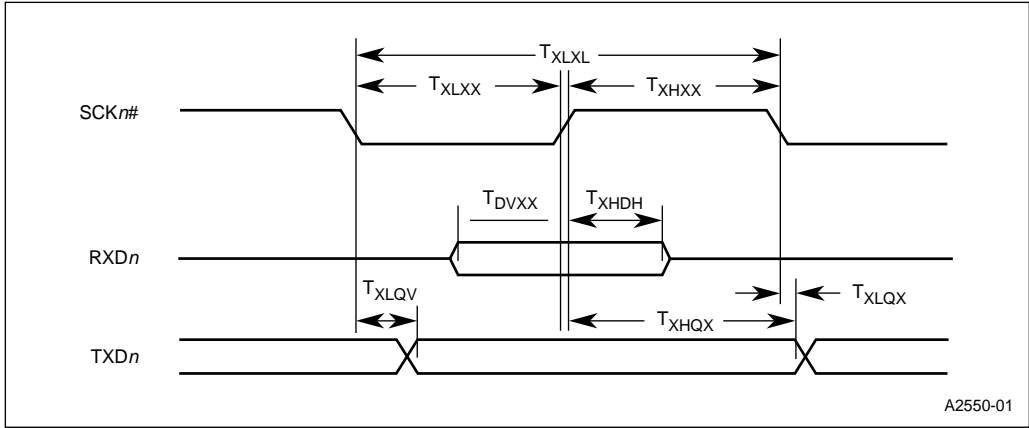 TXLXL
TXLXX TXHXX
SCKn#
TDVXX TXHDH
RXDn
TXLQV TXLQX
TXHQX
TXDn
A2550-01